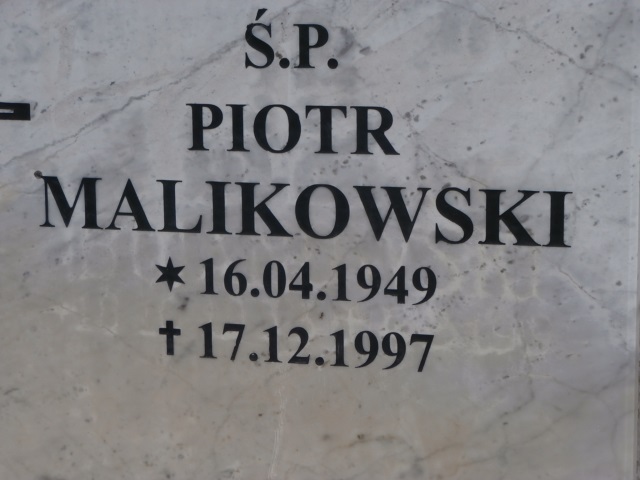 Ś.P.
PIOTR
MALIKOWSKI
✶ 16.04.1949
✝ 17.12.1997